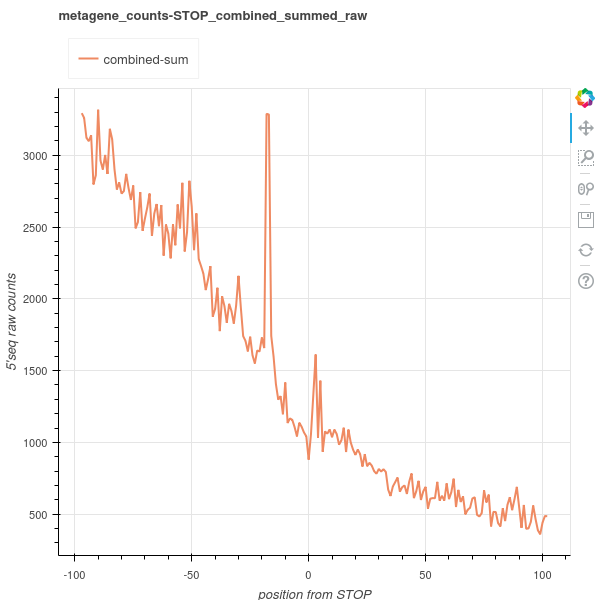 metagene_counts-STOP_combined_summed_raw
combined-sum
3000
2500
2000
1500
1000
500
5'seq raw counts
-100
-50
0
50
100
position from STOP